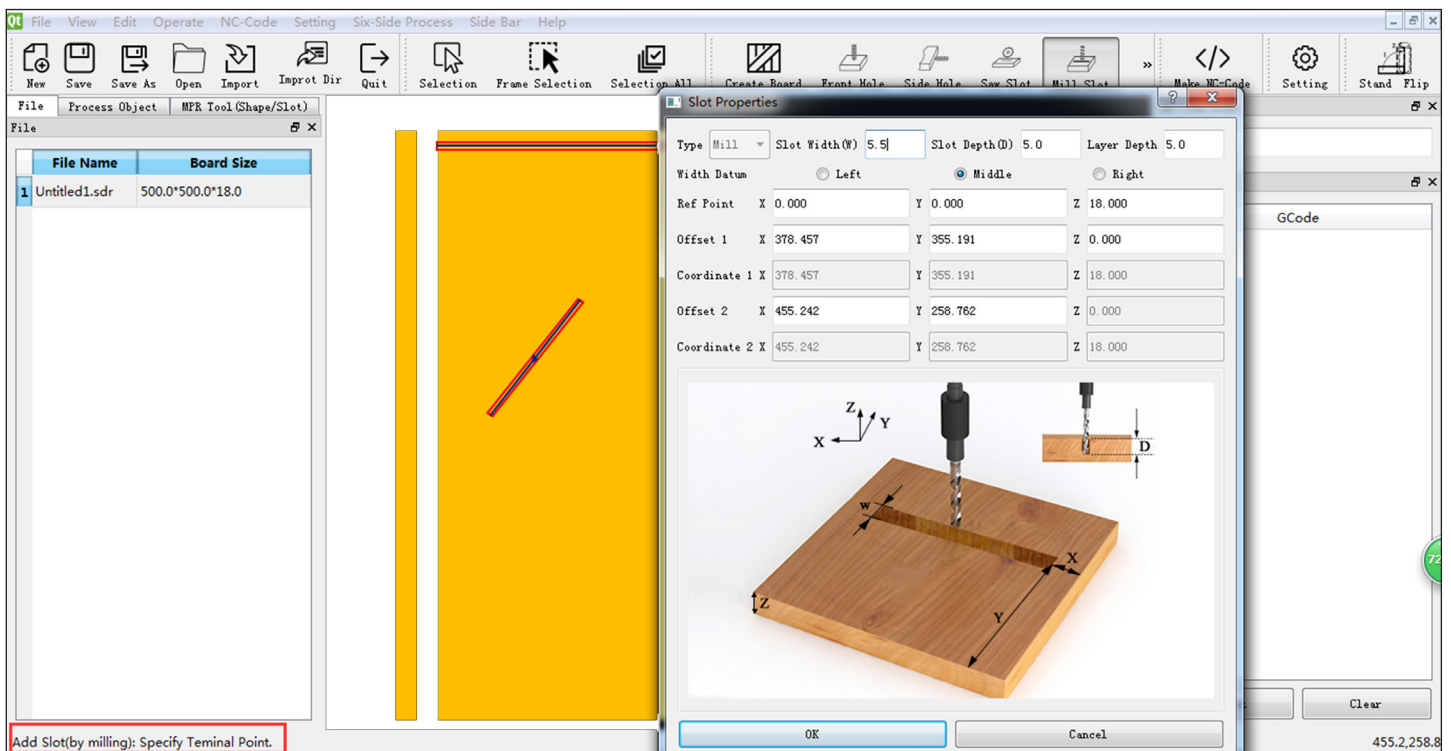 Qt File View Edit Operate NC-Code Setting Six-Side Process Side Bar Help
New Save Save As Open Import Improt Dir Quit Selection Frame Selection Selection All Create Board Front Hole Side Hole Saw Slot Mill Slot » Make NC-Code Setting Stand Flip
File Process Object MPR Tool(Shape/Slot)
File
File Name Board Size
1 Untitled1.sdr 500.0*500.0*18.0
Slot Properties
Type Mill Slot Width(W) 5.5 Slot Depth(D) 5.0 Layer Depth 5.0
Width Datum Left Middle Right
Ref Point X 0.000 Y 0.000 Z 18.000
Offset 1 X 378.457 Y 355.191 Z 0.000
Coordinate 1 X 378.457 Y 355.191 Z 18.000
Offset 2 X 455.242 Y 258.762 Z 0.000
Coordinate 2 X 455.242 Y 258.762 Z 18.000
Z
Y
X
D
W
X
Z
Y
OK Cancel
GCode
72
Clear
Add Slot(by milling): Specify Teminal Point.
455.2,258.8